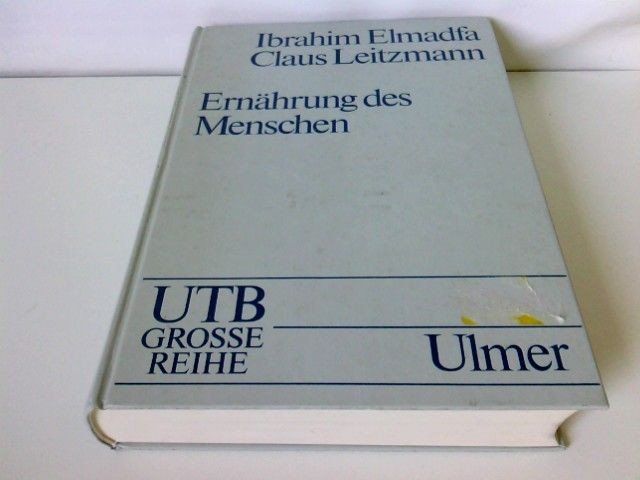 Ibrahim Elmadfa
Claus Leitzmann
Ernährung des
Menschen
UTB
GROSSE
REIHE
Ulmer